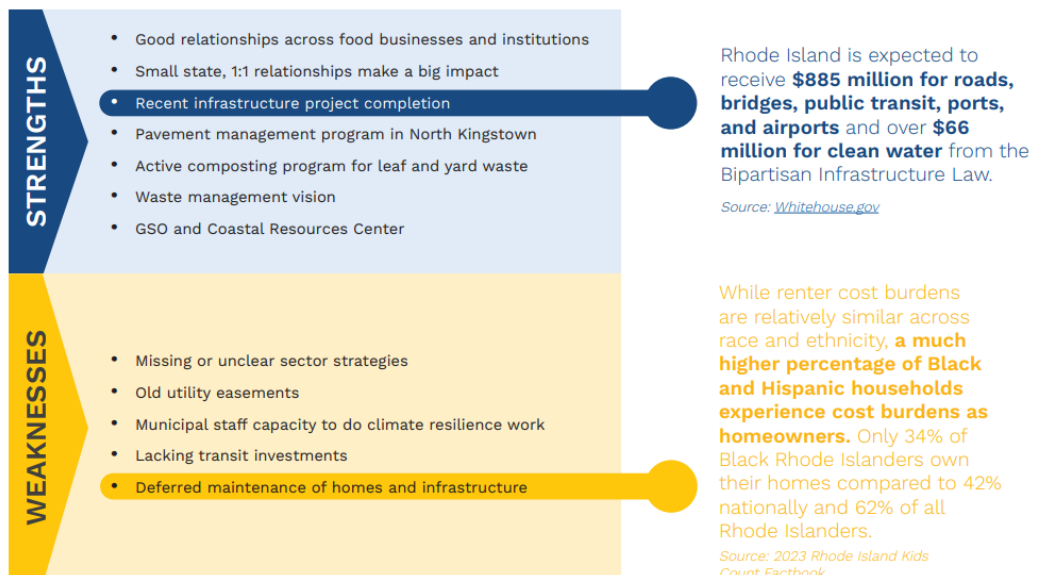 STRENGTHS
• Good relationships across food businesses and institutions
• Small state, 1:1 relationships make a big impact
• Recent infrastructure project completion
• Pavement management program in North Kingstown
• Active composting program for leaf and yard waste
• Waste management vision
• GSO and Coastal Resources Center
Rhode Island is expected to
receive $885 million for roads,
bridges, public transit, ports,
and airports and over $66
million for clean water from the
Bipartisan Infrastructure Law.
Source: Whitehouse.gov
WEAKNESSES
• Missing or unclear sector strategies
• Old utility easements
• Municipal staff capacity to do climate resilience work
• Lacking transit investments
• Deferred maintenance of homes and infrastructure
While renter cost burdens
are relatively similar across
race and ethnicity, a much
higher percentage of Black
and Hispanic households
experience cost burdens as
homeowners. Only 34% of
Black Rhode Islanders own
their homes compared to 42%
nationally and 62% of all
Rhode Islanders.
Source: 2023 Rhode Island Kids
Count Factbook